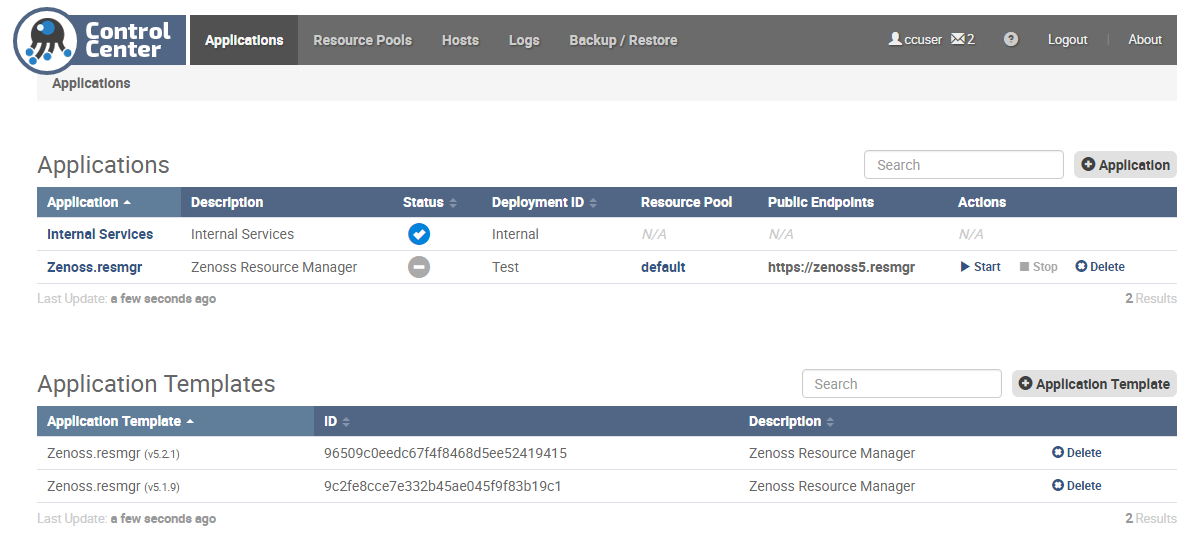 Control Center Applications Resource Pools Hosts Logs Backup / Restore ccuser 2 ? Logout | About
Applications
Applications Search Application
Application Description Status Deployment ID Resource Pool Public Endpoints Actions
Internal Services Internal Services Internal N/A N/A N/A
Zenoss.resmgr Zenoss Resource Manager Test default https://zenoss5.resmgr Start Stop Delete
Last Update: a few seconds ago 2 Results
Application Templates Search Application Template
Application Template ID Description
Zenoss.resmgr (v5.2.1) 96509c0eedc67f4f8468d5ee52419415 Zenoss Resource Manager Delete
Zenoss.resmgr (v5.1.9) 9c2fe8cce7e332b45ae045f9f83b19c1 Zenoss Resource Manager Delete
Last Update: a few seconds ago 2 Results